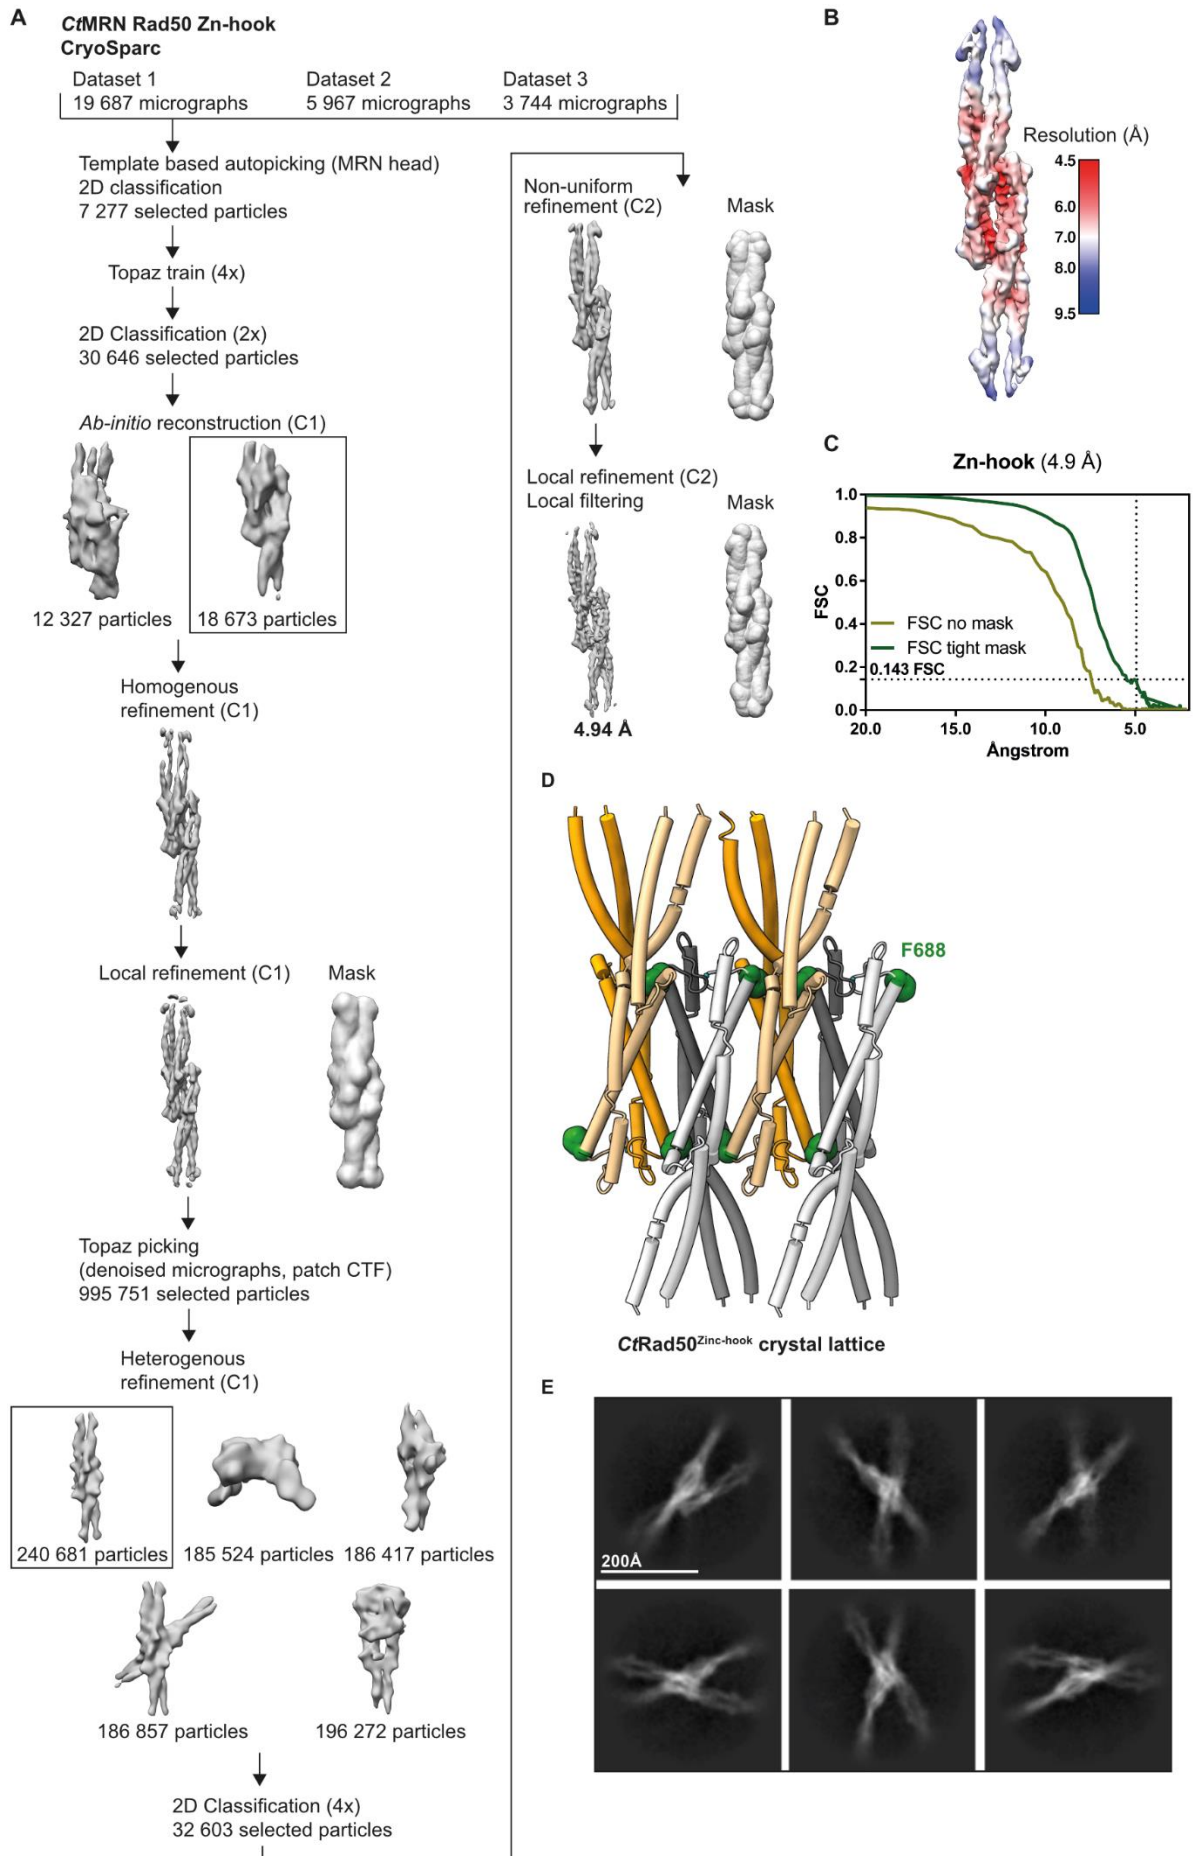 A
CtMRN Rad50 Zn-hook
CryoSparc
Dataset 1
19 687 micrographs
Dataset 2
5 967 micrographs
Dataset 3
3 744 micrographs
Template based autopicking (MRN head)
2D classification
7 277 selected particles
Topaz train (4x)
2D Classification (2x)
30 646 selected particles
Ab-initio reconstruction (C1)
12 327 particles
18 673 particles
Homogenous
refinement (C1)
Local refinement (C1)
Mask
Topaz picking
(denoised micrographs, patch CTF)
995 751 selected particles
Heterogenous
refinement (C1)
240 681 particles
185 524 particles
186 417 particles
186 857 particles
196 272 particles
2D Classification (4x)
32 603 selected particles
Non-uniform
refinement (C2)
Mask
Local refinement (C2)
Local filtering
Mask
4.94 Å
B
Resolution (Å)
4.5
6.0
7.0
8.0
9.5
C
Zn-hook (4.9 Å)
FSC
1.0
0.8
0.6
0.4
0.2
0.0
FSC no mask
FSC tight mask
0.143 FSC
20.0
15.0
10.0
5.0
Ångstrom
D
F688
CtRad50Zinc-hook crystal lattice
E
200Å